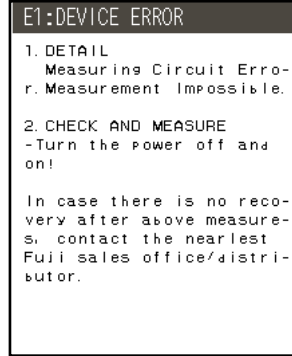 E1:DEVICE ERROR
1. DETAIL
Measuring Circuit Erro-
r. Measurement Impossible.
2. CHECK AND MEASURE
-Turn the power off and
on!
In case there is no reco-
very after above measure-
s, contact the nearlest
Fuji sales office/distri-
butor.